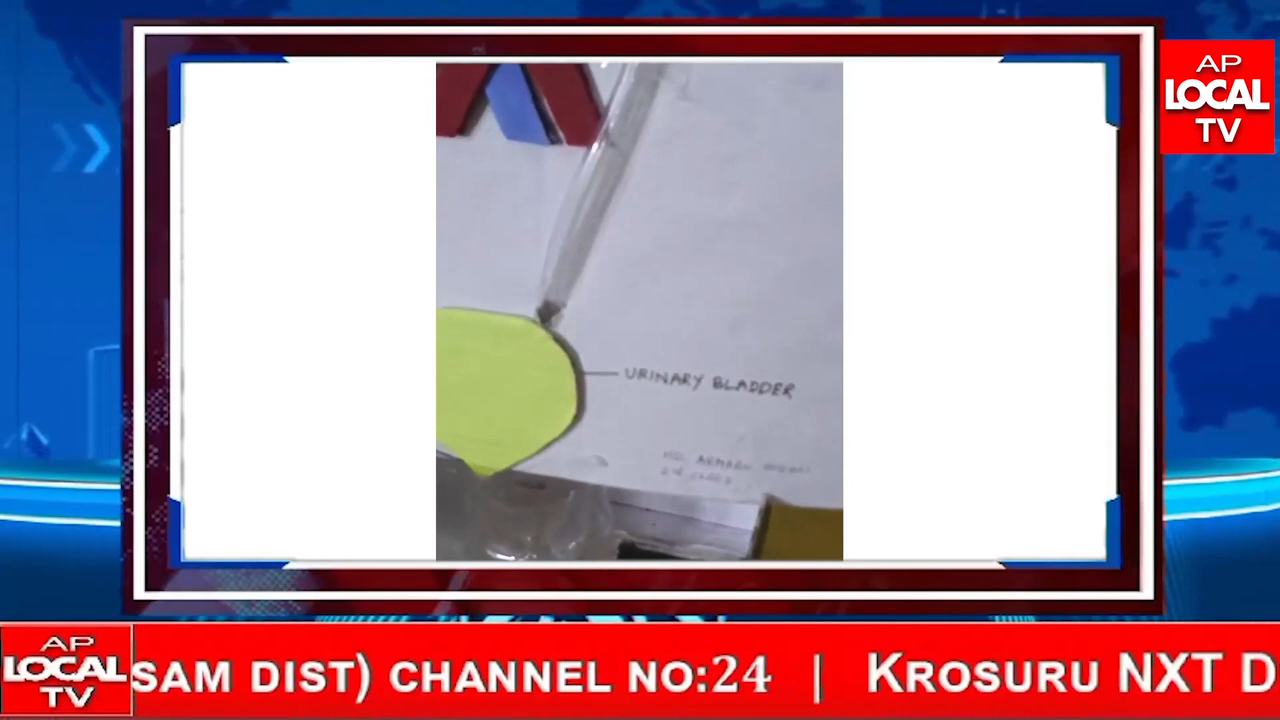 AP
LOCAL
TV
URINARY BLADDER
AP
LOCAL
TV
SAM DIST) CHANNEL NO:24 | KROSURU NXT D